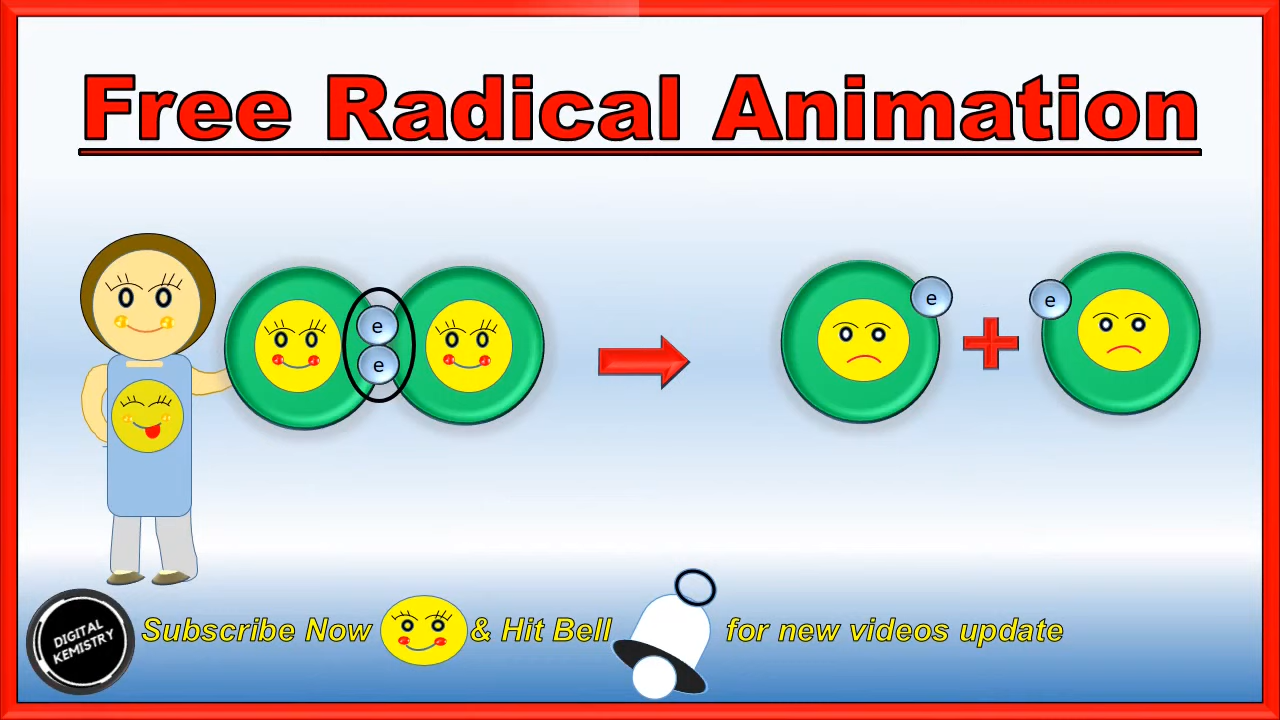 Free Radical Animation
e
e
e
e
DIGITAL
KEMISTRY
Subscribe Now & Hit Bell for new videos update